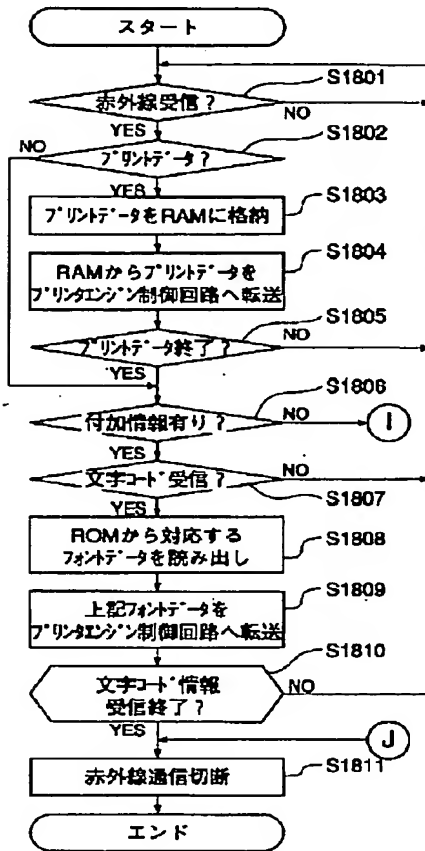 スタート
S1801
赤外線受信?
NO
YES
S1802
NO
プリントデータ?
YES
S1803
プリントデータをRAMに格納
S1804
RAMからプリントデータを
プリンタエンジン制御回路へ転送
S1805
プリントデータ終了?
NO
YES
S1806
付加情報有り?
NO
I
YES
文字コード受信?
NO
S1807
YES
ROMから対応する
フォントデータを読み出し
S1808
上記フォントデータを
プリンタエンジン制御回路へ転送
S1809
S1810
文字コード情報
受信終了?
NO
YES
J
赤外線通信切断
S1811
エンド